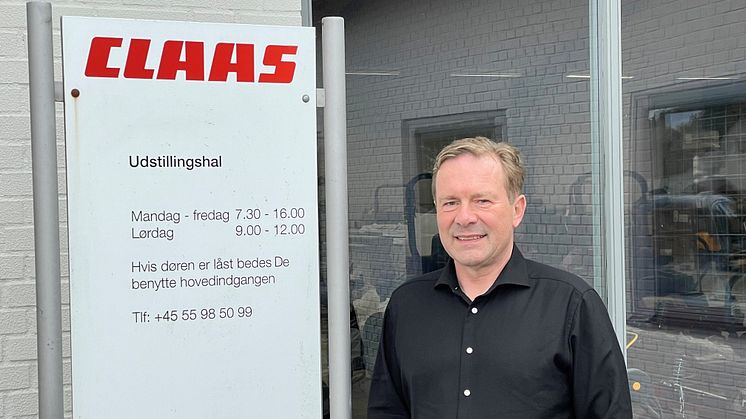 CLAAS
Udstillingshal
Mandag - fredag 7.30 - 16.00
Lørdag 9.00 - 12.00
Hvis døren er låst bedes De
benytte hovedindgangen
Tlf: +45 55 98 50 99